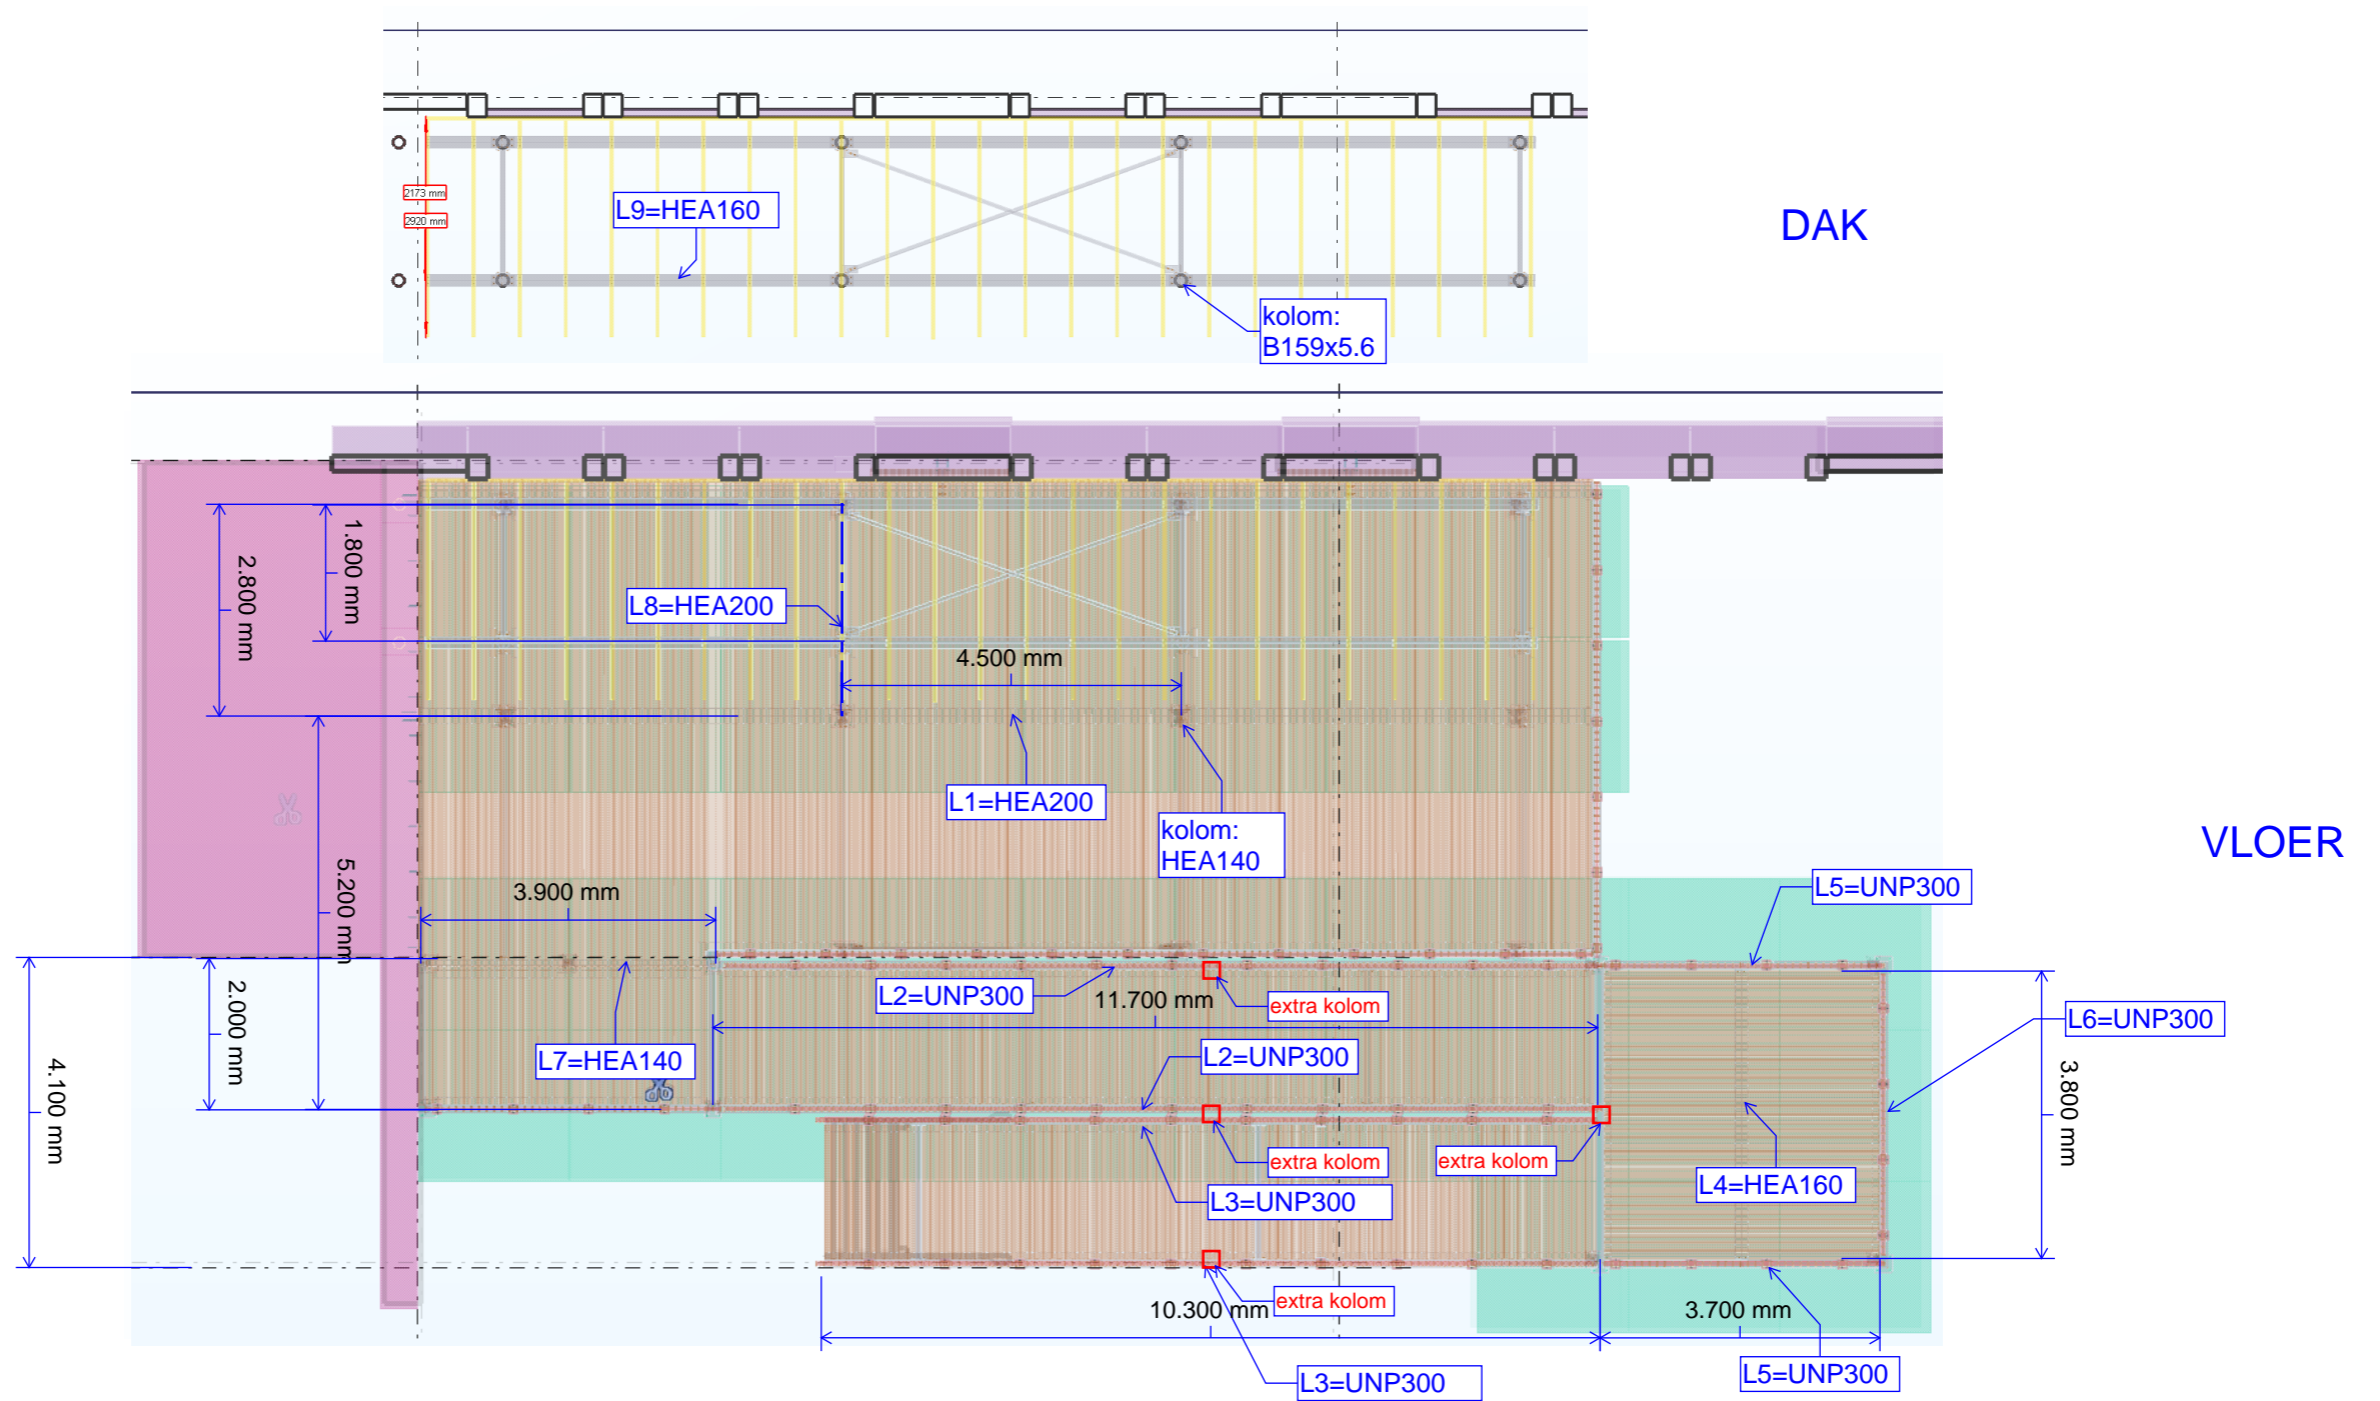 2173 mm
2920 mm
L9=HEA160
DAK
kolom:
B159x5.6
1.800 mm
2.800 mm
L8=HEA200
4.500 mm
L1=HEA200
kolom:
HEA140
VLOER
5.200 mm
3.900 mm
L5=UNP300
L2=UNP300
11.700 mm
extra kolom
L6=UNP300
2.000 mm
L7=HEA140
L2=UNP300
4.100 mm
3.800 mm
extra kolom
extra kolom
L4=HEA160
L3=UNP300
extra kolom
10.300 mm
3.700 mm
L3=UNP300
L5=UNP300